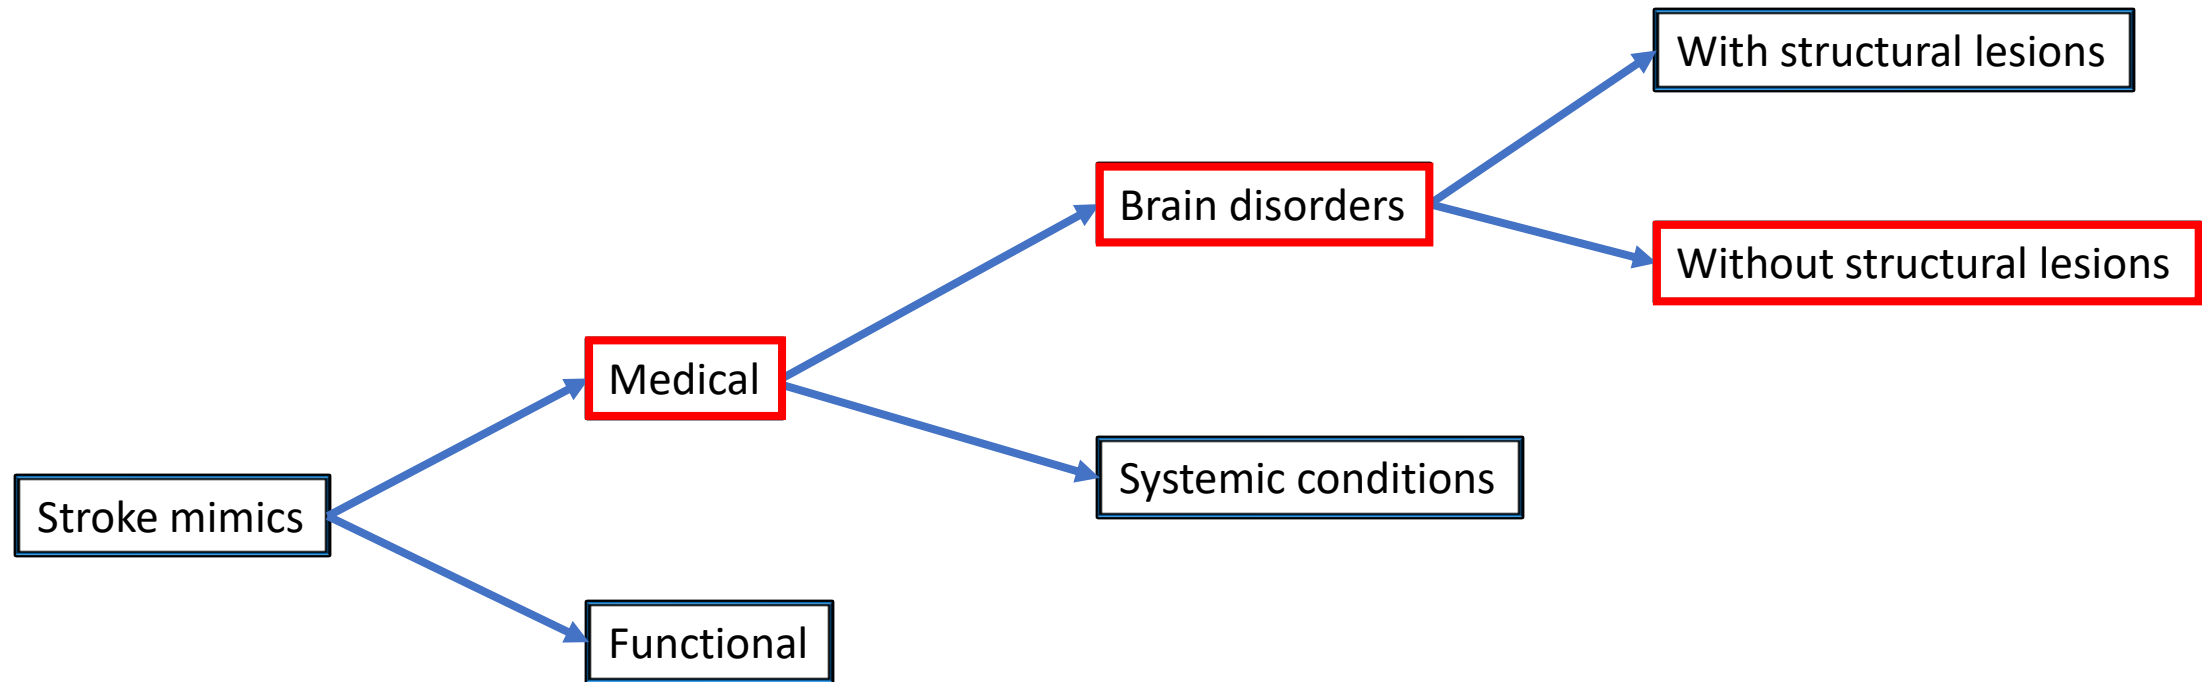 With structural lesions
Brain disorders
Without structural lesions
Medical
Systemic conditions
Stroke mimics
Functional